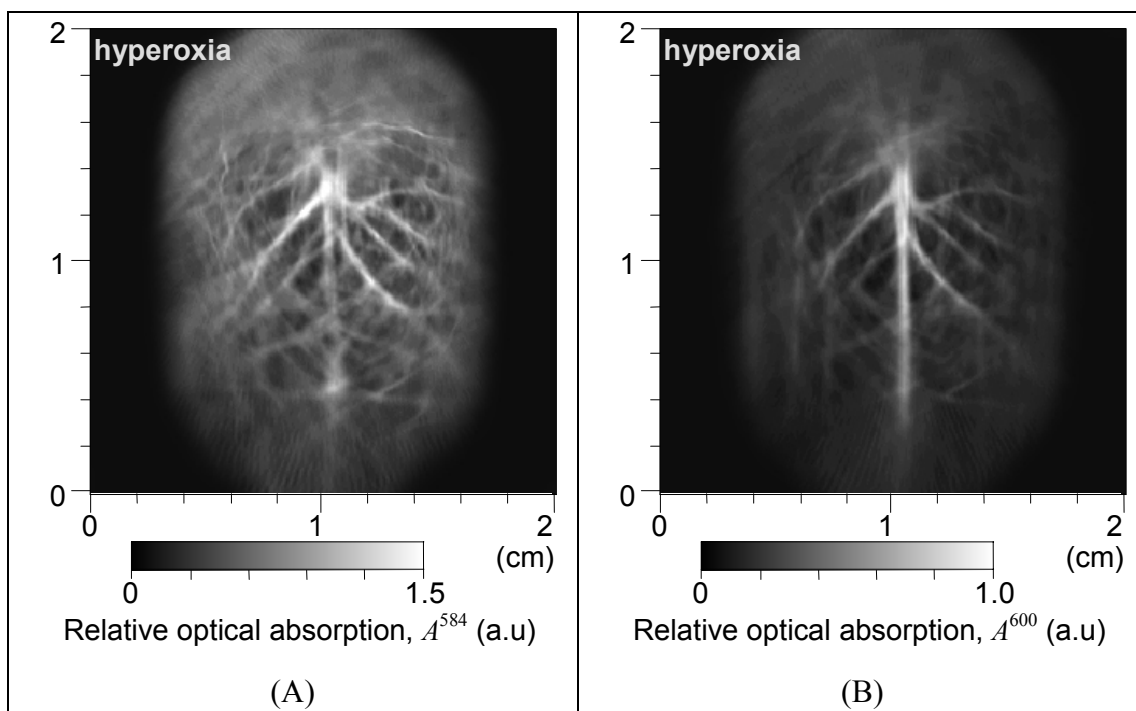 2
hyperoxia
1
0
0
1
2
(cm)
0
1.5
Relative optical absorption, A^584 (a.u)
(A)
2
hyperoxia
1
0
0
1
2
(cm)
0
1.0
Relative optical absorption, A^600 (a.u)
(B)